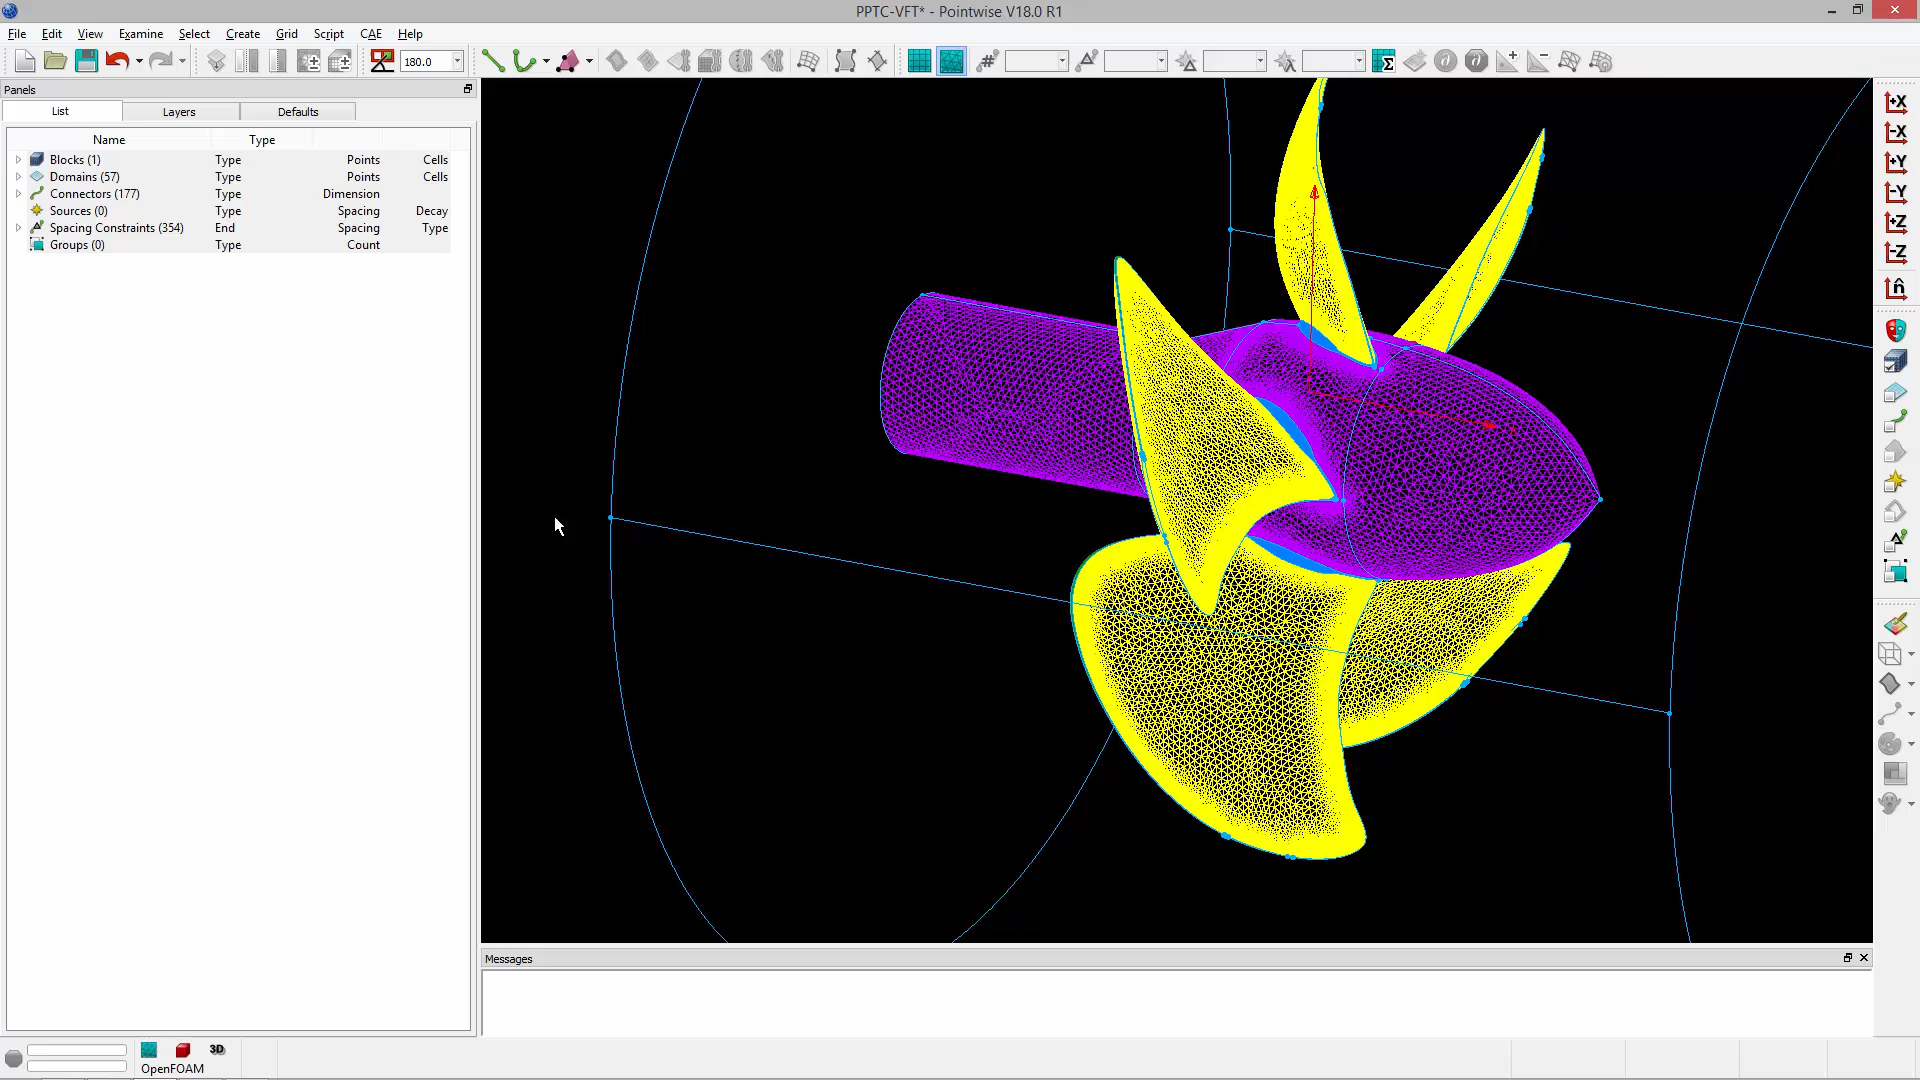 PPTC-VFT* - Pointwise V18.0 R1
File Edit View Examine Select Create Grid Script CAE Help
180.0
Panels
List Layers Defaults
Name Type
Blocks (1) Type Points Cells
Domains (57) Type Points Cells
Connectors (177) Type Dimension
Sources (0) Type Spacing Decay
Spacing Constraints (354) End Spacing Type
Groups (0) Type Count
+X
-X
+Y
-Y
+Z
-Z
n̂
Messages
3D
OpenFOAM